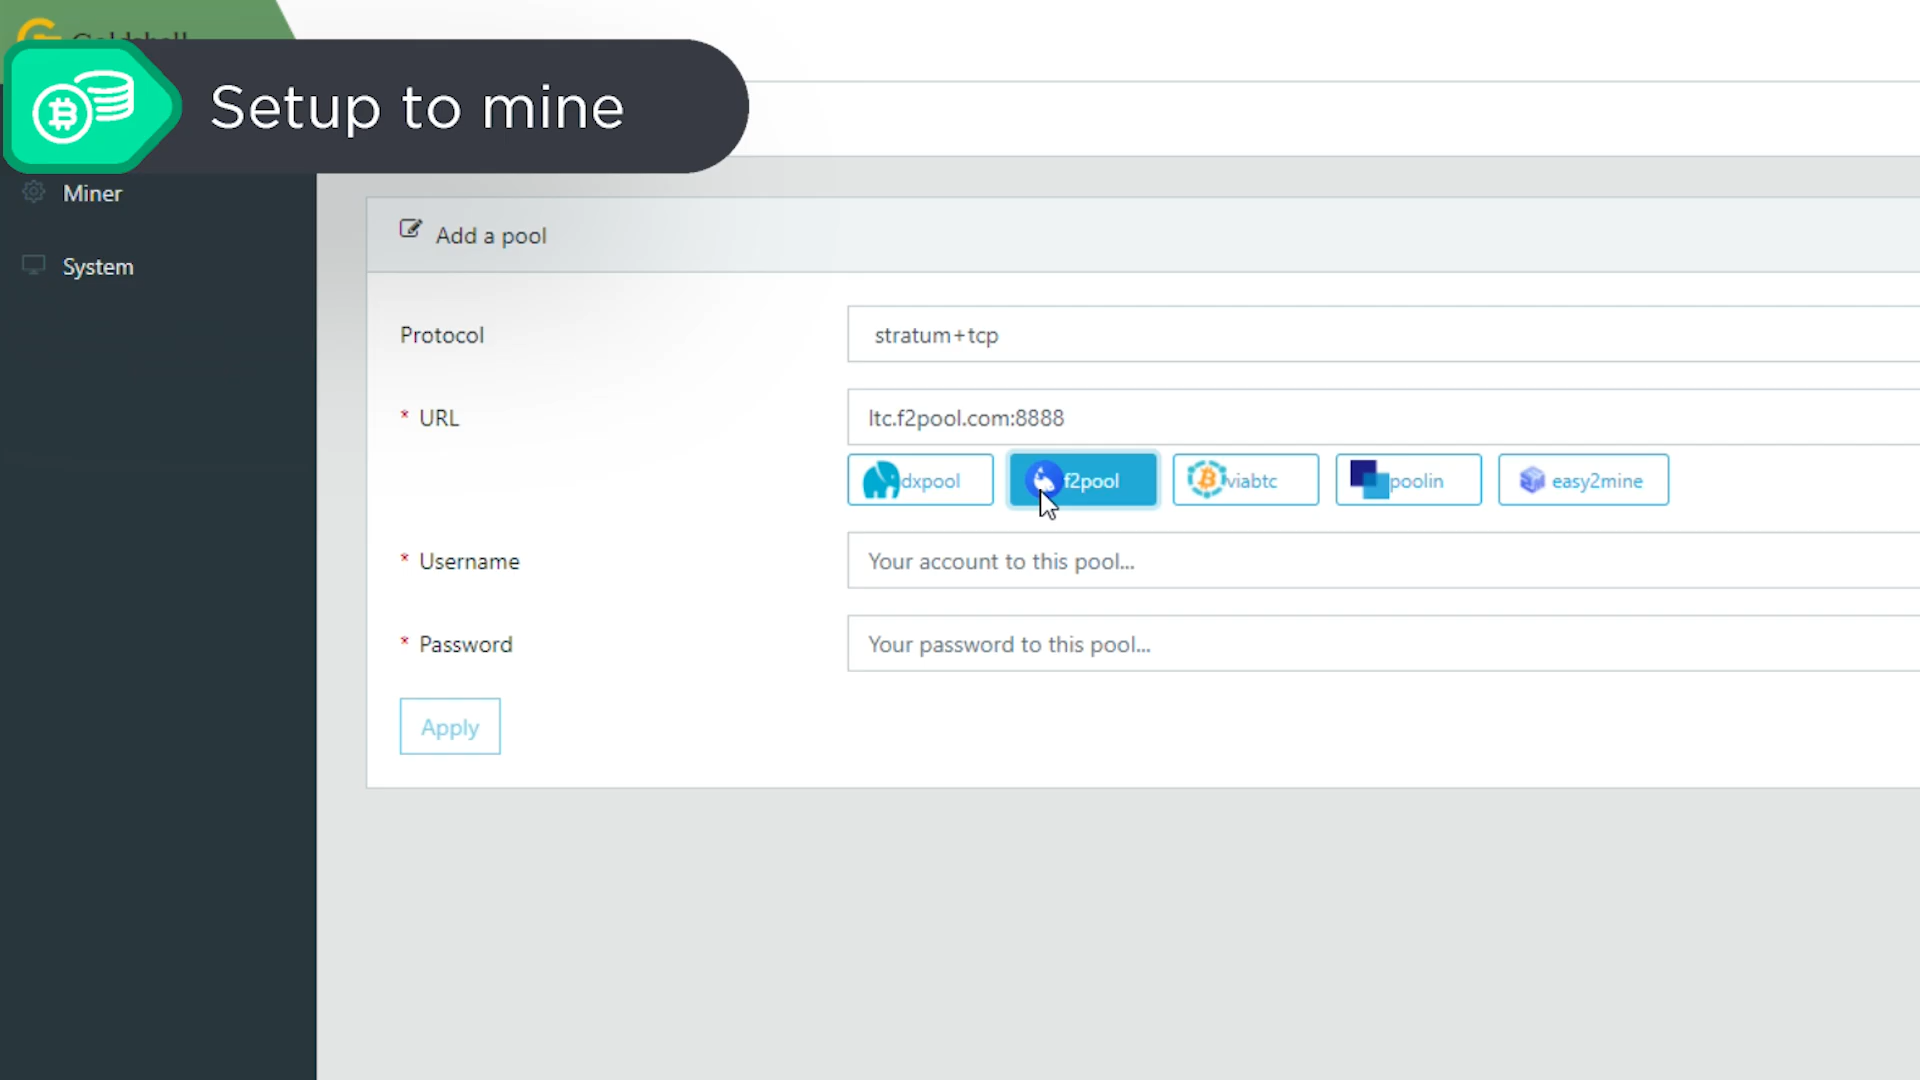 Goldshell
Setup to mine
Miner
System
Add a pool
Protocol
stratum+tcp
* URL
ltc.f2pool.com:8888
dxpool
f2pool
viabtc
poolin
easy2mine
* Username
Your account to this pool...
* Password
Your password to this pool...
Apply